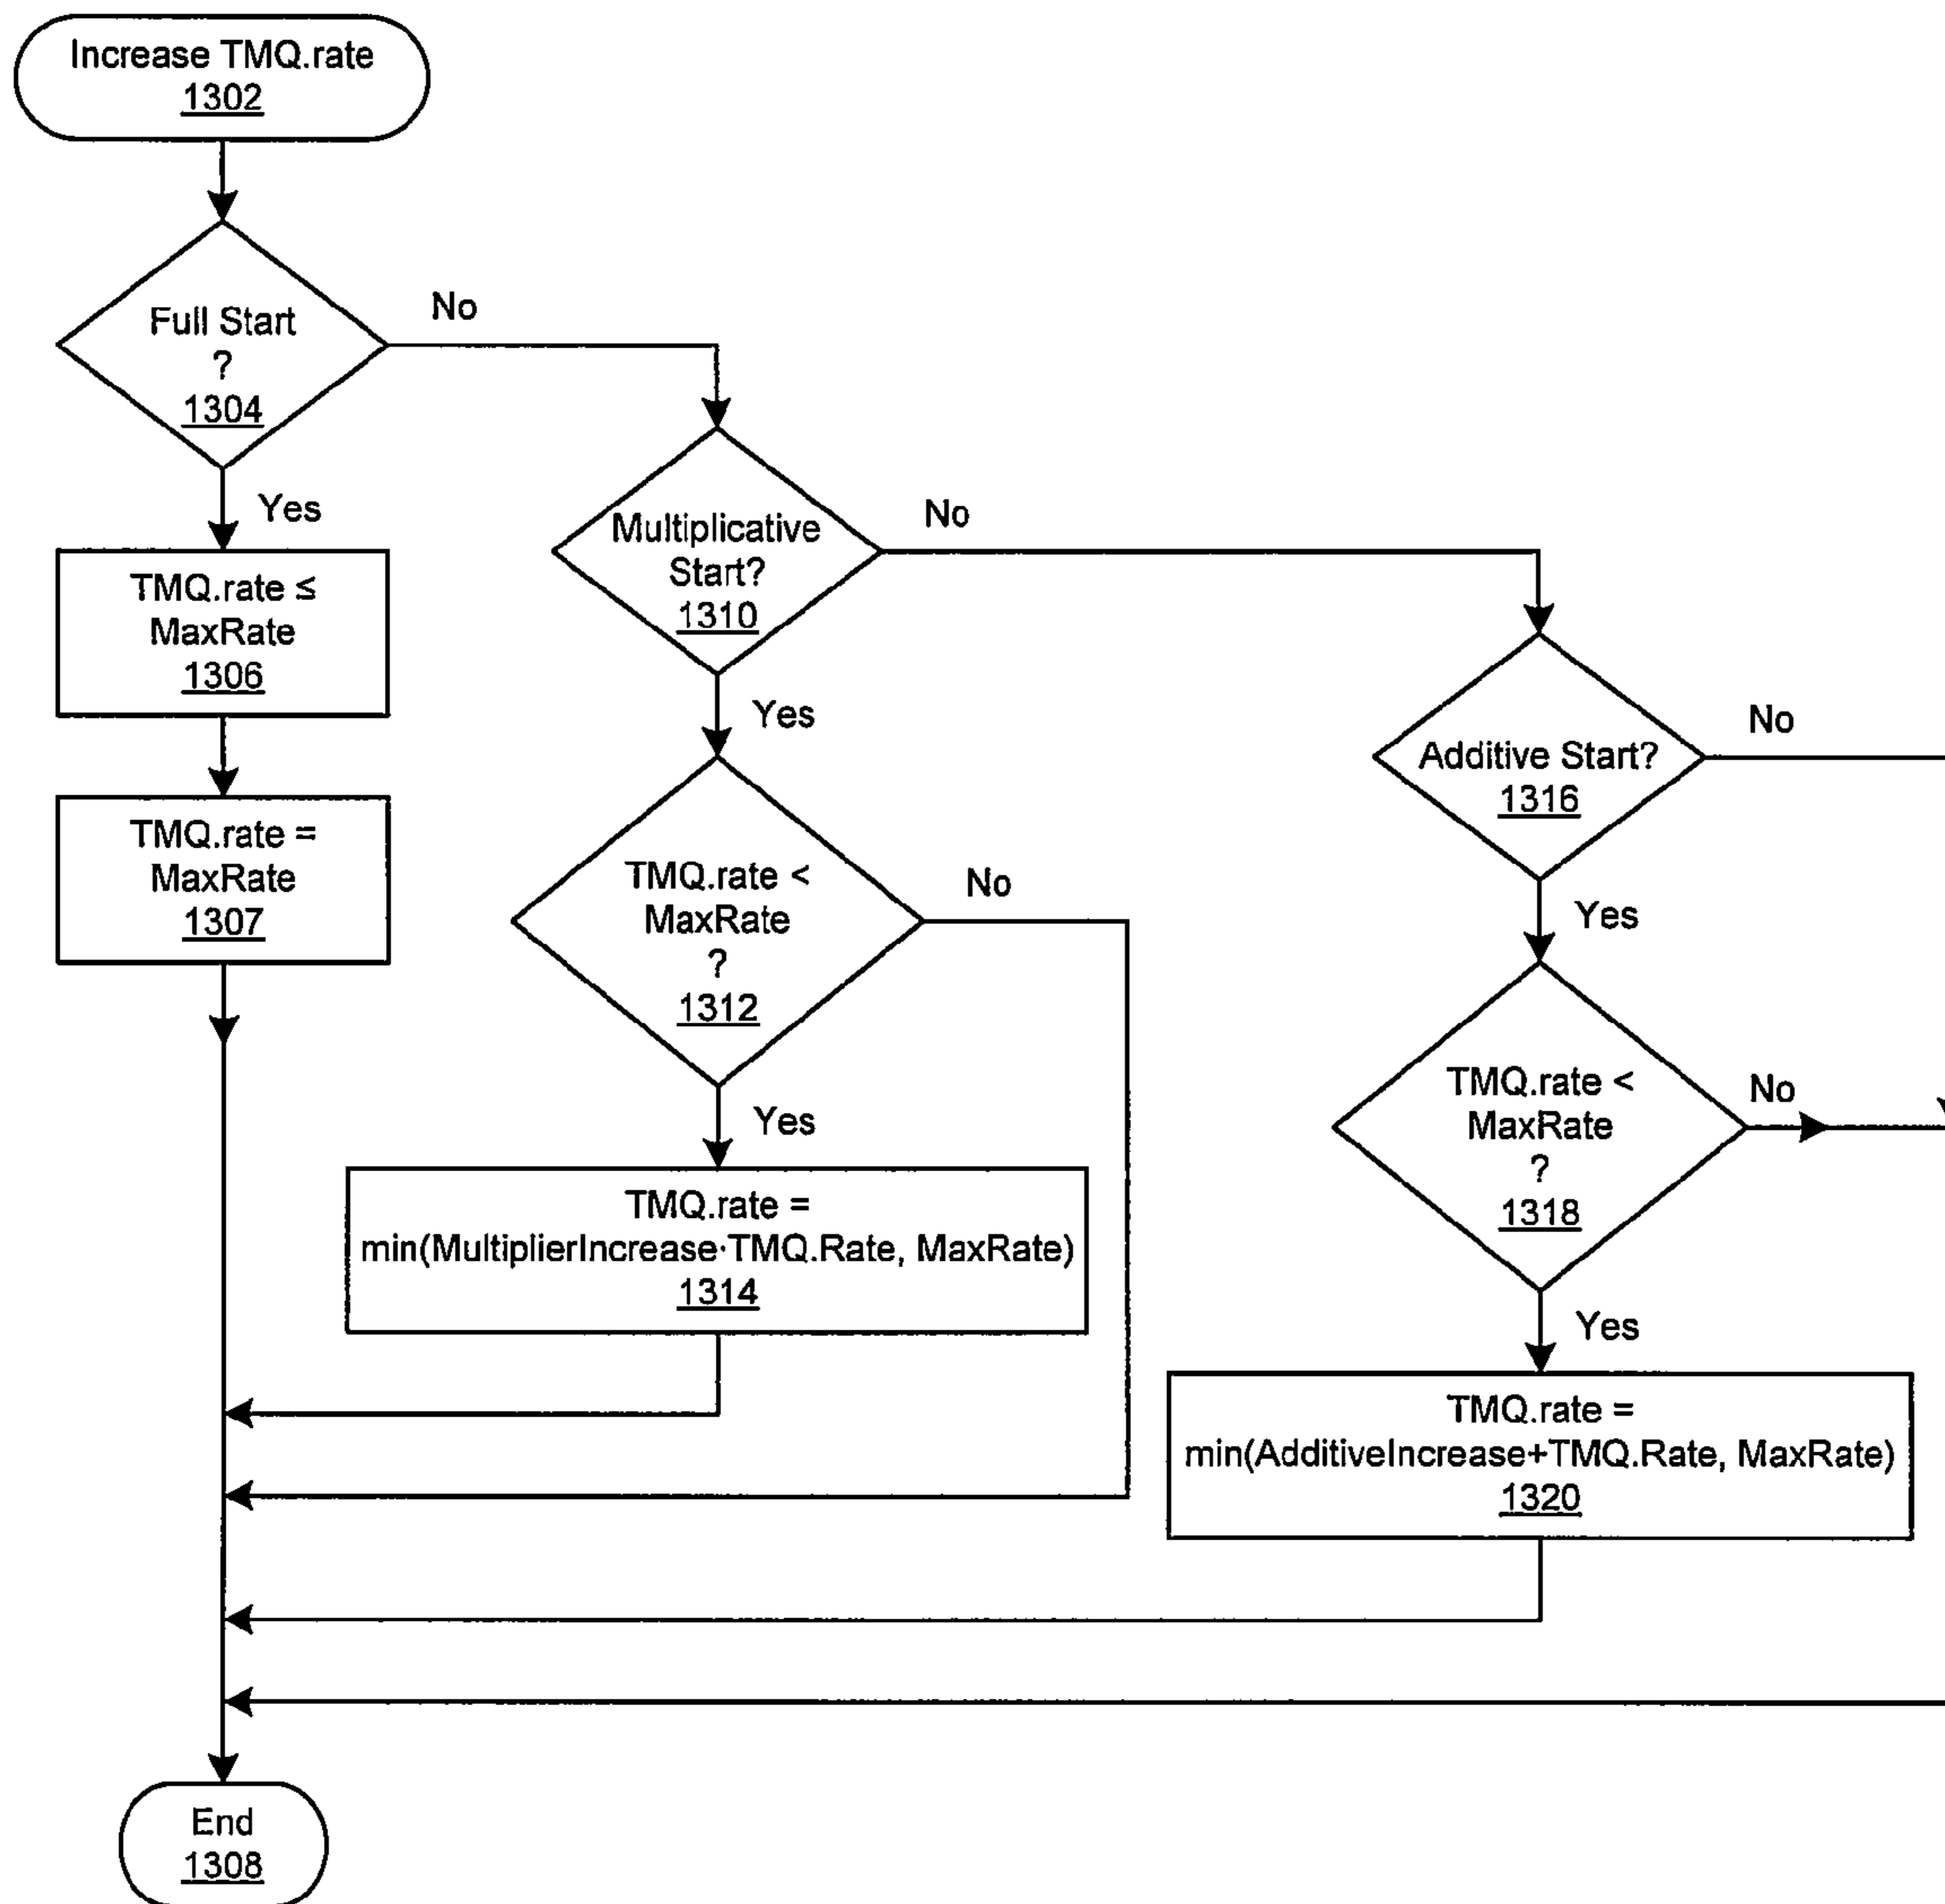 Increase TMQ.rate
1302
Full Start
?
1304
No
Yes
TMQ.rate ≤
MaxRate
1306
TMQ.rate =
MaxRate
1307
Multiplicative
Start?
1310
No
Yes
TMQ.rate <
MaxRate
?
1312
No
Yes
TMQ.rate =
min(MultiplierIncrease·TMQ.Rate, MaxRate)
1314
Additive Start?
1316
No
Yes
TMQ.rate <
MaxRate
?
1318
No
Yes
TMQ.rate =
min(AdditiveIncrease+TMQ.Rate, MaxRate)
1320
End
1308